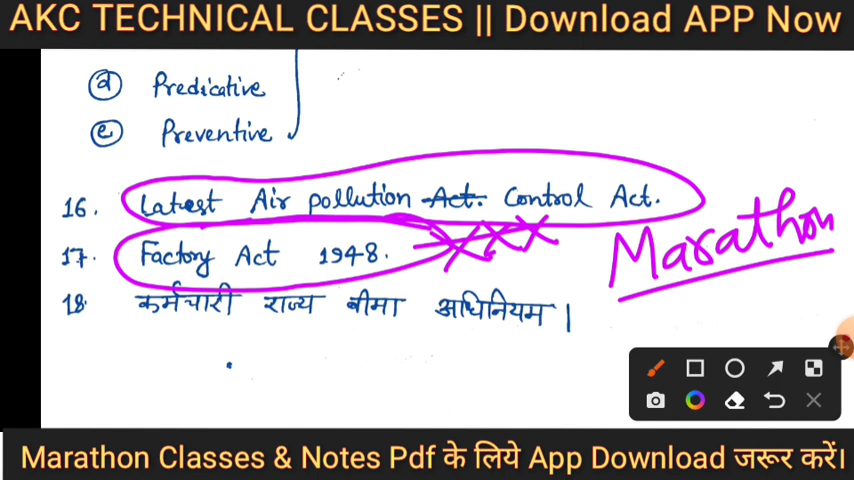 AKC TECHNICAL CLASSES || Download APP Now
d Predicative
e Preventive
16. Latest Air pollution Act. Control Act.
17. Factory Act 1948.
Marathon
18. कर्मचारी राज्य बीमा अधिनियम।
Marathon Classes & Notes Pdf के लिये App Download जरूर करें।